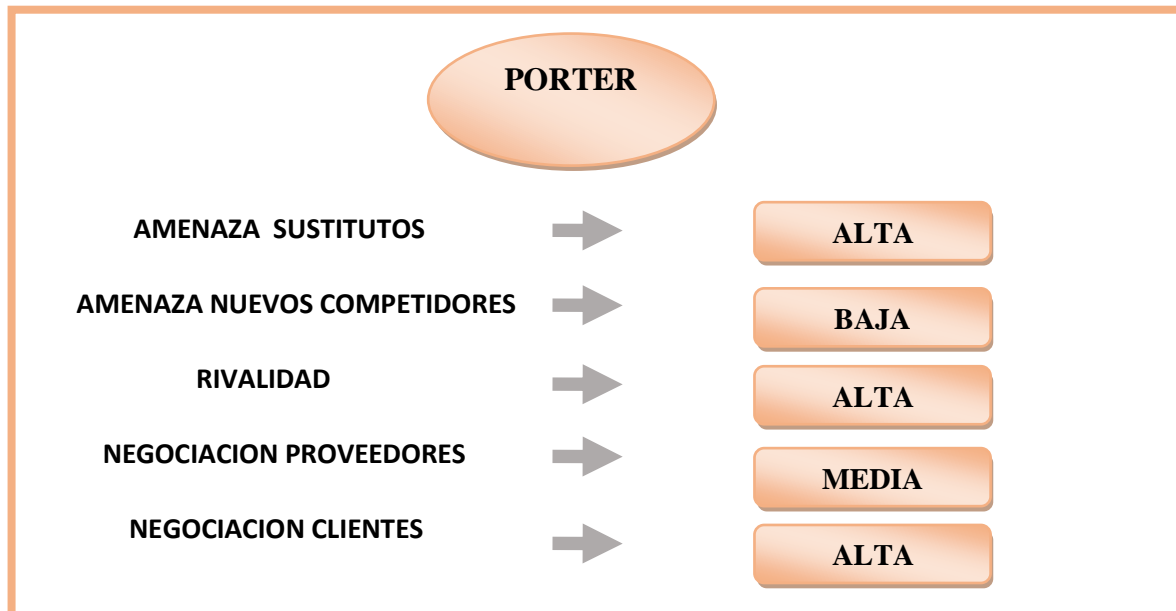 PORTER
AMENAZA SUSTITUTOS
ALTA
AMENAZA NUEVOS COMPETIDORES
BAJA
RIVALIDAD
ALTA
NEGOCIACION PROVEEDORES
MEDIA
NEGOCIACION CLIENTES
ALTA